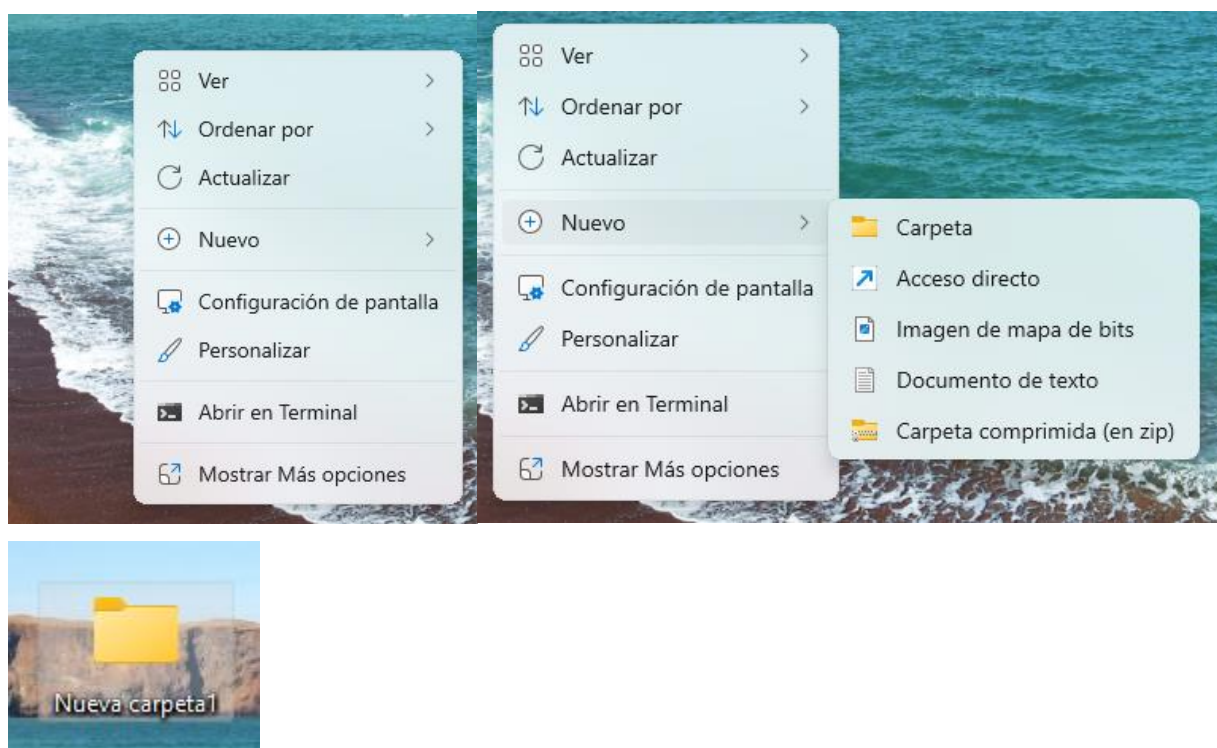 Ver
Ordenar por
Actualizar
Nuevo
Configuración de pantalla
Personalizar
Abrir en Terminal
Mostrar Más opciones
Ver
Ordenar por
Actualizar
Nuevo
Configuración de pantalla
Personalizar
Abrir en Terminal
Mostrar Más opciones
Carpeta
Acceso directo
Imagen de mapa de bits
Documento de texto
Carpeta comprimida (en zip)
Nueva carpeta1